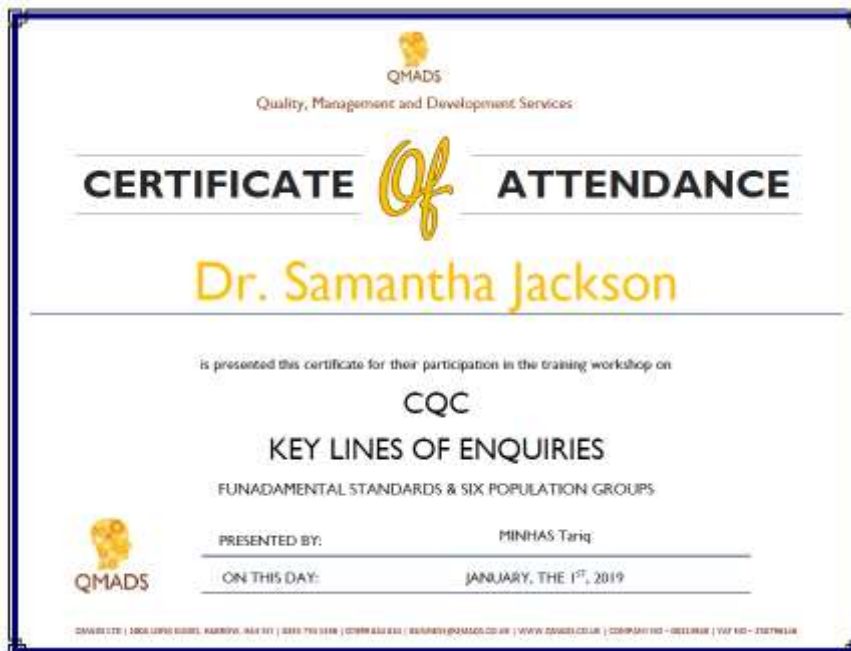 QMADS
Quality, Management and Development Services
CERTIFICATE Of ATTENDANCE
Dr. Samantha Jackson
is presented this certificate for their participation in the training workshop on
CQC
KEY LINES OF ENQUIRIES
FUNADAMENTAL STANDARDS & SIX POPULATION GROUPS
PRESENTED BY: MINHAS Tariq
QMADS
ON THIS DAY: JANUARY, THE 1ST, 2019
QMADS LTD